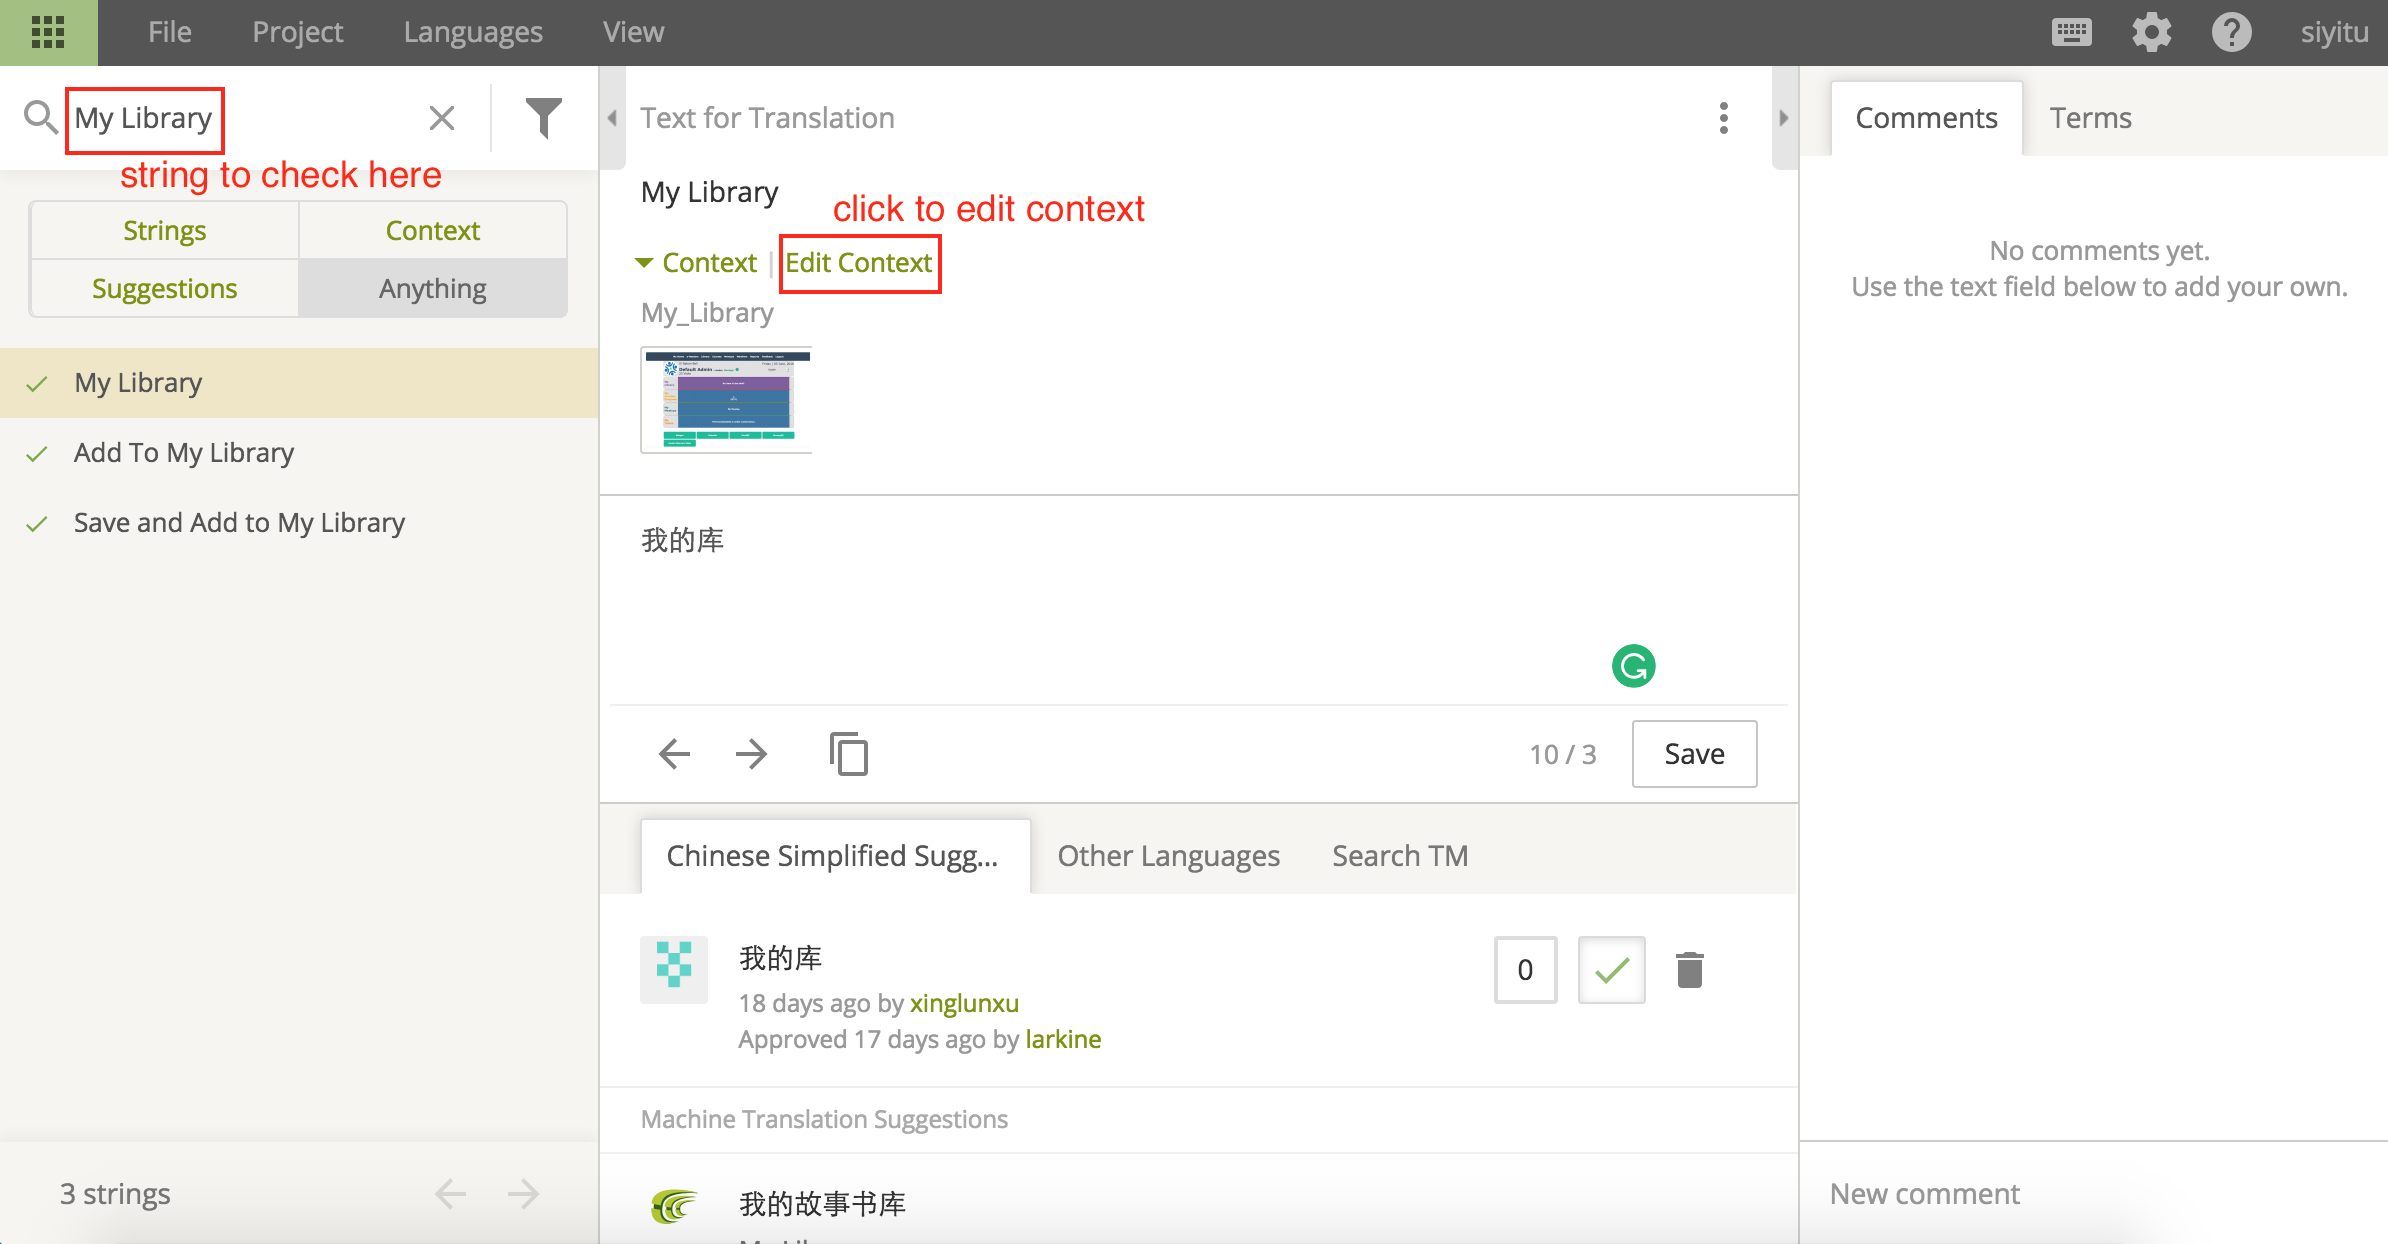 File Project Languages View siyitu
My Library
string to check here
Strings Context
Suggestions Anything
My Library
Add To My Library
Save and Add to My Library
3 strings
Text for Translation
My Library
click to edit context
Context | Edit Context
My_Library
我的库
10 / 3 Save
Chinese Simplified Sugg... Other Languages Search TM
我的库
0
18 days ago by xinglunxu
Approved 17 days ago by larkine
Machine Translation Suggestions
我的故事书库
Comments Terms
No comments yet.
Use the text field below to add your own.
New comment